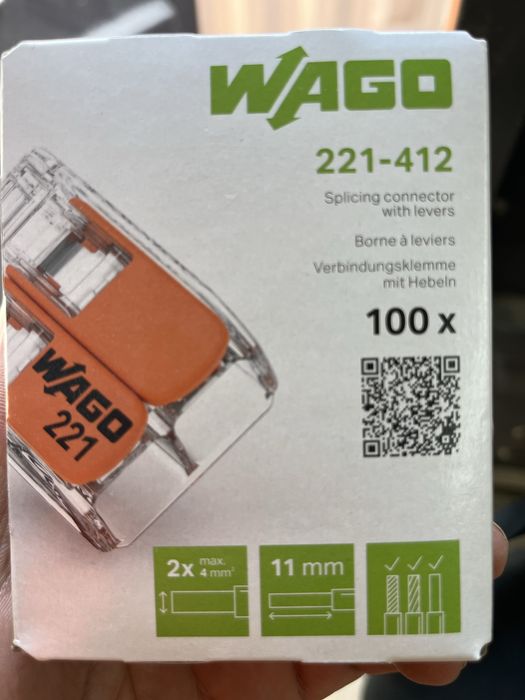 WAGO
221-412
Splicing connector
with levers
Borne à leviers
Verbindungsklemme
mit Hebeln
100 x
WAGO
221
2x max.
4 mm²
11 mm